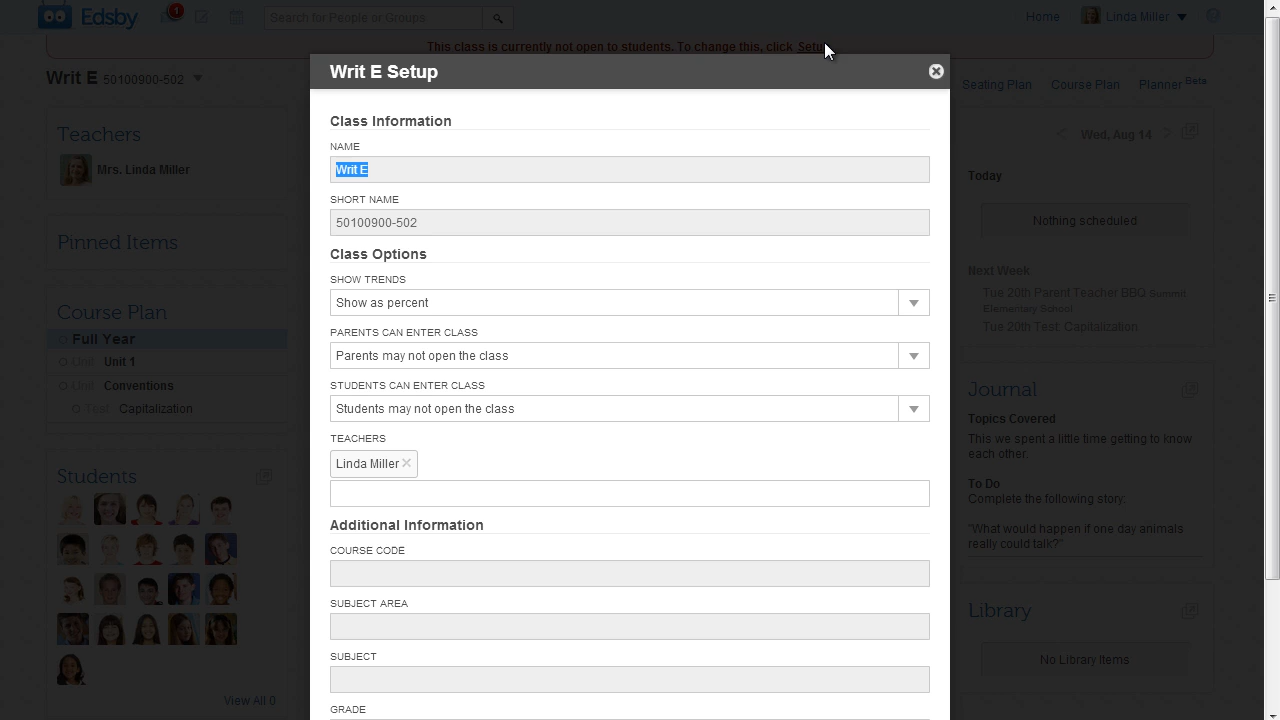 Edsby
1
Search for People or Groups
Home
Linda Miller
This class is currently not open to students. To change this, click Setup
Writ E 50100900-502
Seating Plan
Course Plan
Planner Beta
Teachers
Mrs. Linda Miller
Pinned Items
Course Plan
Full Year
Unit Unit 1
Unit Conventions
Capitalization
Students
View All 0
Writ E Setup
Class Information
NAME
Writ E
SHORT NAME
50100900-502
Class Options
SHOW TRENDS
Show as percent
PARENTS CAN ENTER CLASS
Parents may not open the class
STUDENTS CAN ENTER CLASS
Students may not open the class
TEACHERS
Linda Miller
Additional Information
COURSE CODE
SUBJECT AREA
SUBJECT
GRADE
Wed, Aug 14
Today
Nothing scheduled
Next Week
Tue 20th Parent Teacher BBQ Summit
Elementary School
Tue 20th Test: Capitalization
Journal
Topics Covered
This we spent a little time getting to know
each other.
To Do
Complete the following story:
"What would happen if one day animals
really could talk?"
Library
No Library Items